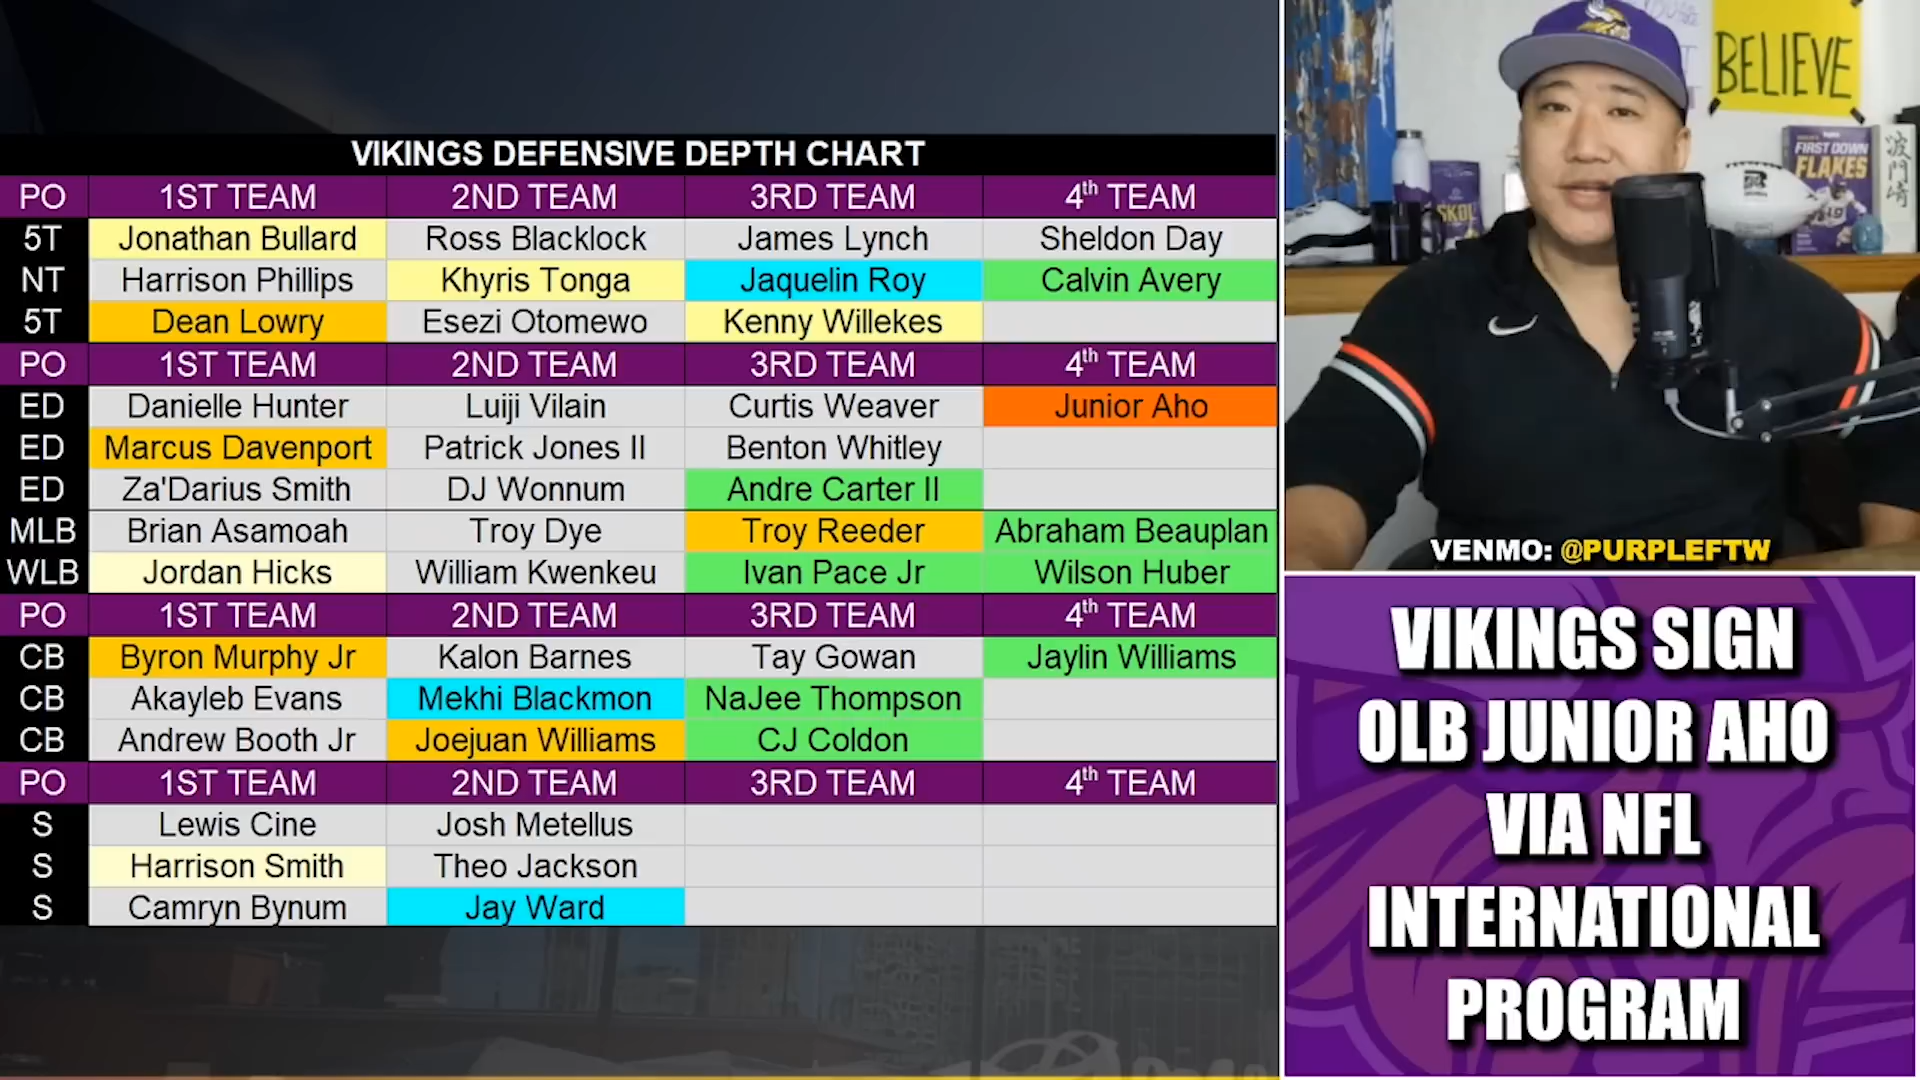 VIKINGS DEFENSIVE DEPTH CHART
PO 1ST TEAM 2ND TEAM 3RD TEAM 4th TEAM
5T Jonathan Bullard Ross Blacklock James Lynch Sheldon Day
NT Harrison Phillips Khyris Tonga Jaquelin Roy Calvin Avery
5T Dean Lowry Esezi Otomewo Kenny Willekes
PO 1ST TEAM 2ND TEAM 3RD TEAM 4th TEAM
ED Danielle Hunter Luiji Vilain Curtis Weaver Junior Aho
ED Marcus Davenport Patrick Jones II Benton Whitley
ED Za'Darius Smith DJ Wonnum Andre Carter II
MLB Brian Asamoah Troy Dye Troy Reeder Abraham Beauplan
WLB Jordan Hicks William Kwenkeu Ivan Pace Jr Wilson Huber
PO 1ST TEAM 2ND TEAM 3RD TEAM 4th TEAM
CB Byron Murphy Jr Kalon Barnes Tay Gowan Jaylin Williams
CB Akayleb Evans Mekhi Blackmon NaJee Thompson
CB Andrew Booth Jr Joejuan Williams CJ Coldon
PO 1ST TEAM 2ND TEAM 3RD TEAM 4th TEAM
S Lewis Cine Josh Metellus
S Harrison Smith Theo Jackson
S Camryn Bynum Jay Ward
BELIEVE
FIRST DOWN
FLAKES
SKOL
19
VENMO: @PURPLEFTW
VIKINGS SIGN
OLB JUNIOR AHO
VIA NFL
INTERNATIONAL
PROGRAM